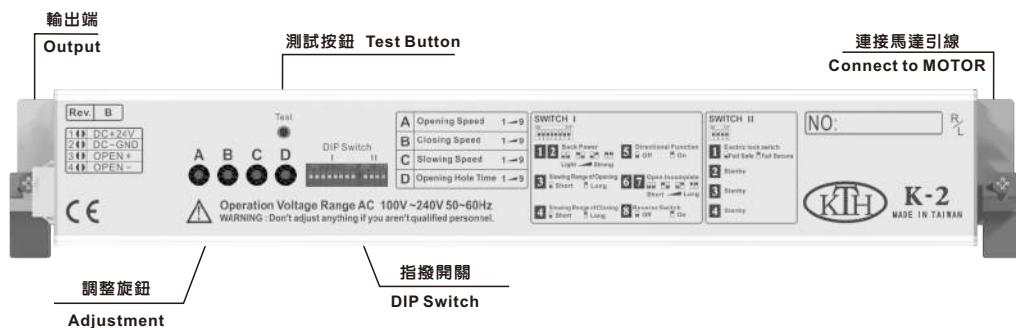 輸出端
Output
測試按鈕 Test Button
連接馬達引線
Connect to MOTOR
Rev. B
1 DC+24V
2 DC-GND
3 OPEN+
4 OPEN-
Test
A B C D
DIP Switch
I II
A Opening Speed 1 9
B Closing Speed 1 9
C Slowing Speed 1 9
D Opening Hole Time 1 9
Operation Voltage Range AC 100V~240V 50~60Hz
WARNING : Don't adjust anything if you aren't qualified personnel.
CE
SWITCH I
1 2 Back Power
Light Strong
3 Slowing Range of Opening
Short Long
4 Slowing Range of Closing
Short Long
5 Directional Function
Off On
6 7 Open Incomplete
Short Long
8 Reverse Switch
Off On
SWITCH II
1 Electric lock switch
Fail Safe Fail Secure
2 Stanby
3 Stanby
4 Stanby
NO:
R/L
KTH
K-2
MADE IN TAIWAN
調整旋鈕
Adjustment
指撥開關
DIP Switch